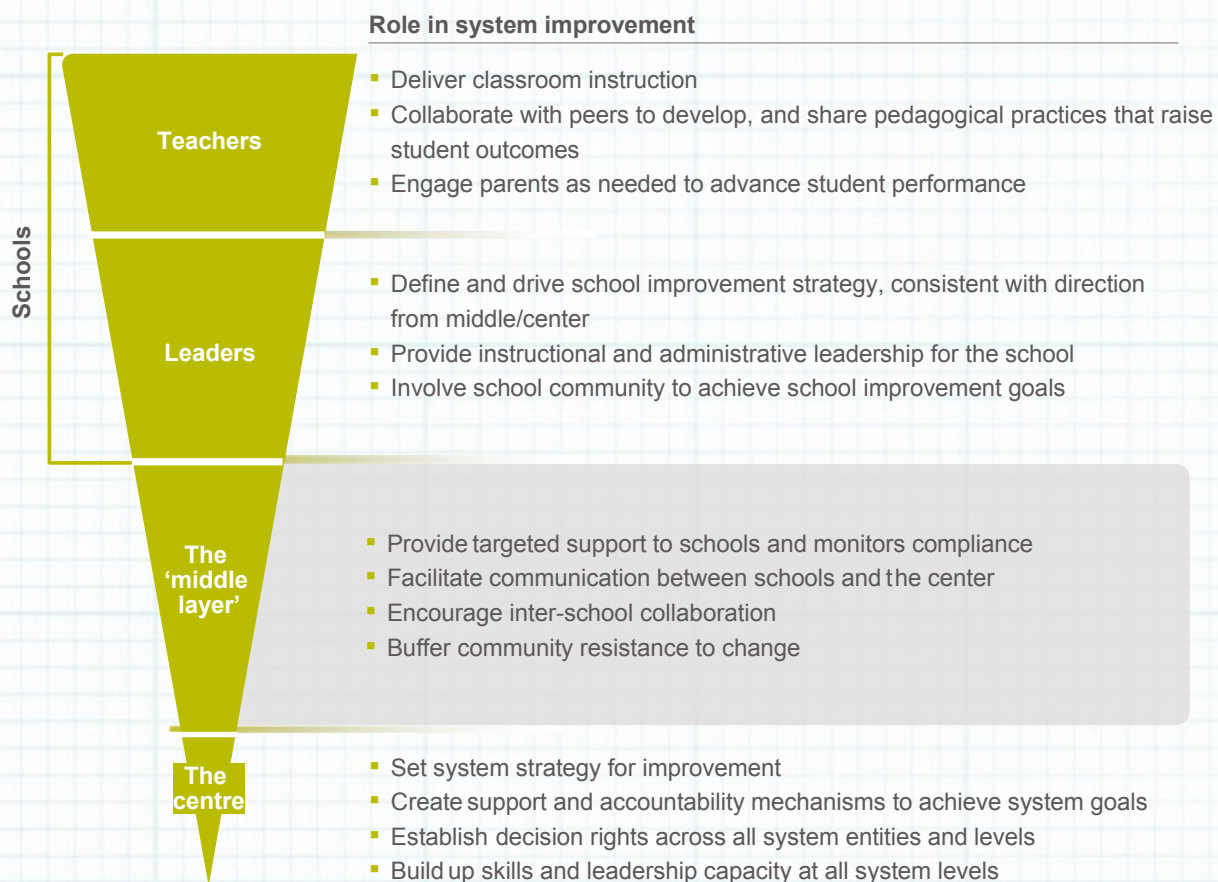 Role in system improvement
Schools
Teachers
▪ Deliver classroom instruction
▪ Collaborate with peers to develop, and share pedagogical practices that raise
student outcomes
▪ Engage parents as needed to advance student performance
Leaders
▪ Define and drive school improvement strategy, consistent with direction
from middle/center
▪ Provide instructional and administrative leadership for the school
▪ Involve school community to achieve school improvement goals
The
‘middle
layer’
▪ Provide targeted support to schools and monitors compliance
▪ Facilitate communication between schools and the center
▪ Encourage inter-school collaboration
▪ Buffer community resistance to change
The
centre
▪ Set system strategy for improvement
▪ Create support and accountability mechanisms to achieve system goals
▪ Establish decision rights across all system entities and levels
▪ Build up skills and leadership capacity at all system levels